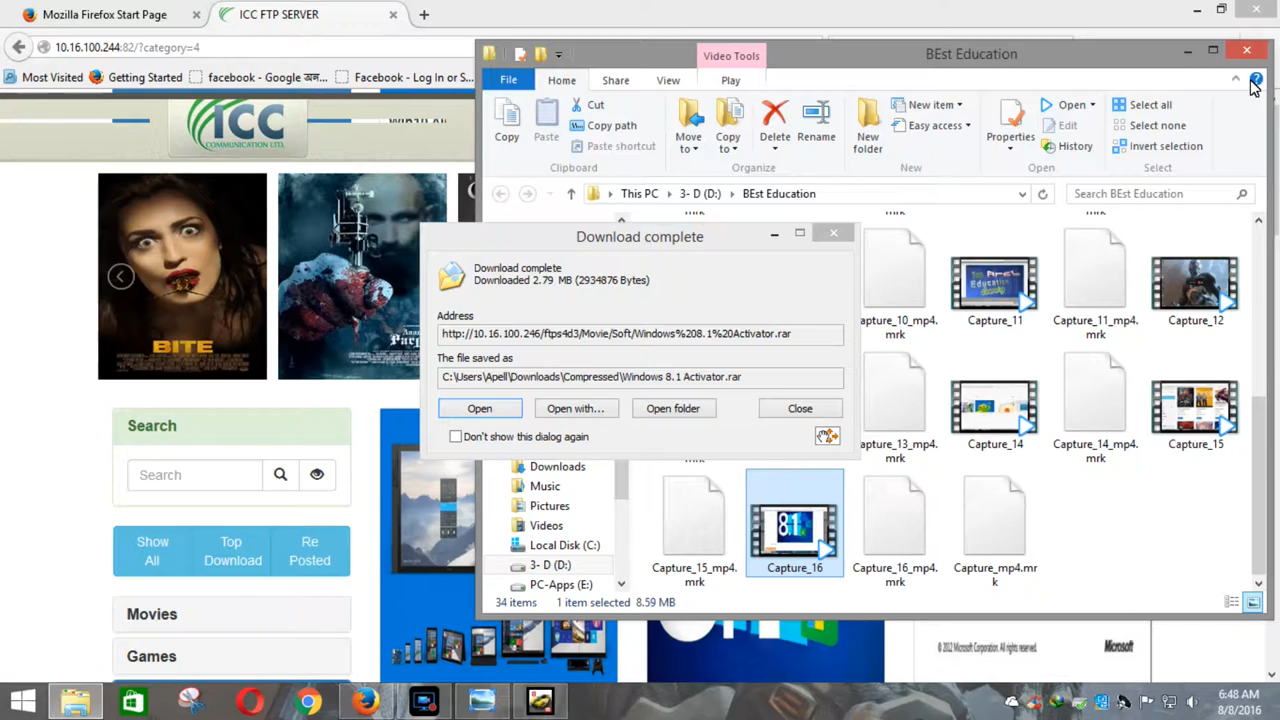 Mozilla Firefox Start Page
ICC FTP SERVER
10.16.100.244:82/?category=4
Most Visited
Getting Started
facebook - Google অনু...
Facebook - Log In or S...
ICC
COMMUNICATION LTD.
BITE
Search
Search
Show All
Top Download
Re Posted
Movies
Games
Video Tools
BEst Education
File
Home
Share
View
Play
Copy
Paste
Cut
Copy path
Paste shortcut
Clipboard
Move to
Copy to
Delete
Rename
Organize
New folder
New item
Easy access
New
Properties
Open
Edit
History
Open
Select all
Select none
Invert selection
Select
This PC
3- D (D:)
BEst Education
Search BEst Education
Download complete
Download complete
Downloaded 2.79 MB (2934876 Bytes)
Address
http://10.16.100.246/ftps4d3/Movie/Soft/Windows%208.1%20Activator.rar
The file saved as
C:\Users\Apell\Downloads\Compressed\Windows 8.1 Activator.rar
Open
Open with...
Open folder
Close
Don't show this dialog again
Capture_10_mp4.mrk
Capture_11
Capture_11_mp4.mrk
Capture_12
Capture_13_mp4.mrk
Capture_14
Capture_14_mp4.mrk
Capture_15
Downloads
Music
Pictures
Videos
Local Disk (C:)
3- D (D:)
PC-Apps (E:)
8.1
Capture_15_mp4.mrk
Capture_16
Capture_16_mp4.mrk
Capture_mp4.mrk
34 items
1 item selected 8.59 MB
© 2012 Microsoft Corporation. All rights reserved.
Microsoft
6:48 AM
8/8/2016